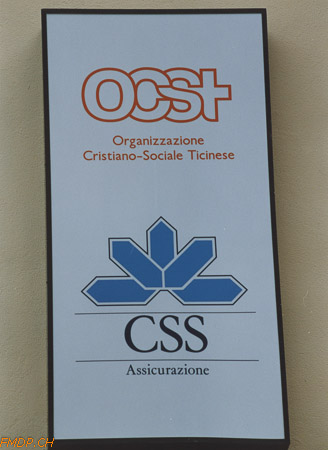 OCST
Organizzazione
Cristiano-Sociale Ticinese
CSS
Assicurazione
FMDP.CH